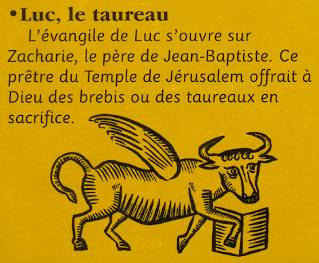 •Luc, le taureau
L'évangile de Luc s'ouvre sur
Zacharie, le père de Jean-Baptiste. Ce
prêtre du Temple de Jérusalem offrait à
Dieu des brebis ou des taureaux en
sacrifice.